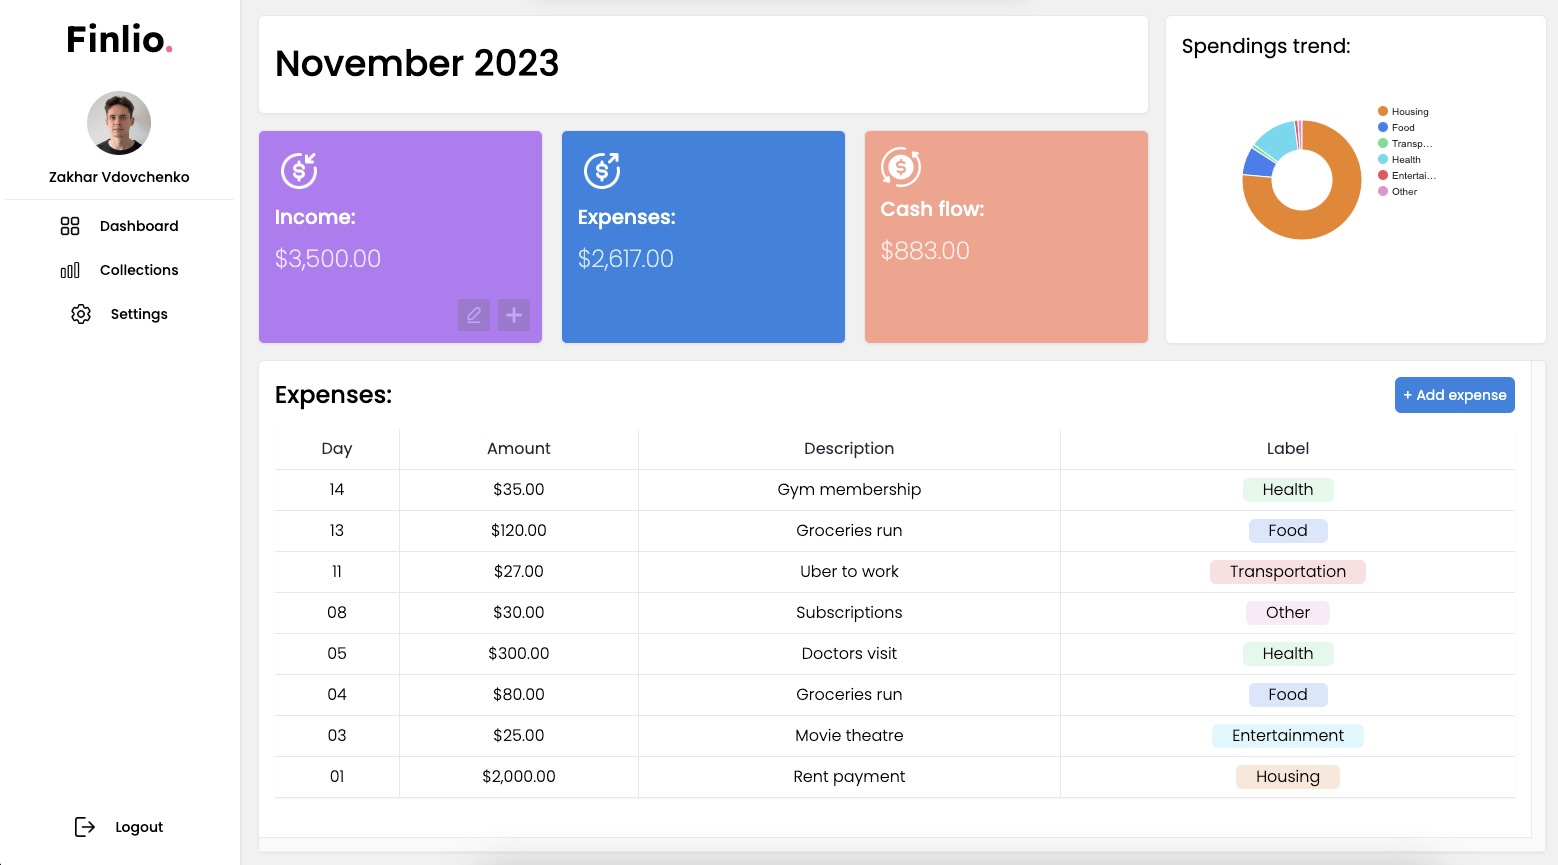 Finlio.
Zakhar Vdovchenko
Dashboard
Collections
Settings
Logout
November 2023
Income:
$3,500.00
Expenses:
$2,617.00
Cash flow:
$883.00
Spendings trend:
Housing
Food
Transp...
Health
Entertai...
Other
Expenses:
+ Add expense
Day Amount Description Label
14 $35.00 Gym membership Health
13 $120.00 Groceries run Food
11 $27.00 Uber to work Transportation
08 $30.00 Subscriptions Other
05 $300.00 Doctors visit Health
04 $80.00 Groceries run Food
03 $25.00 Movie theatre Entertainment
01 $2,000.00 Rent payment Housing